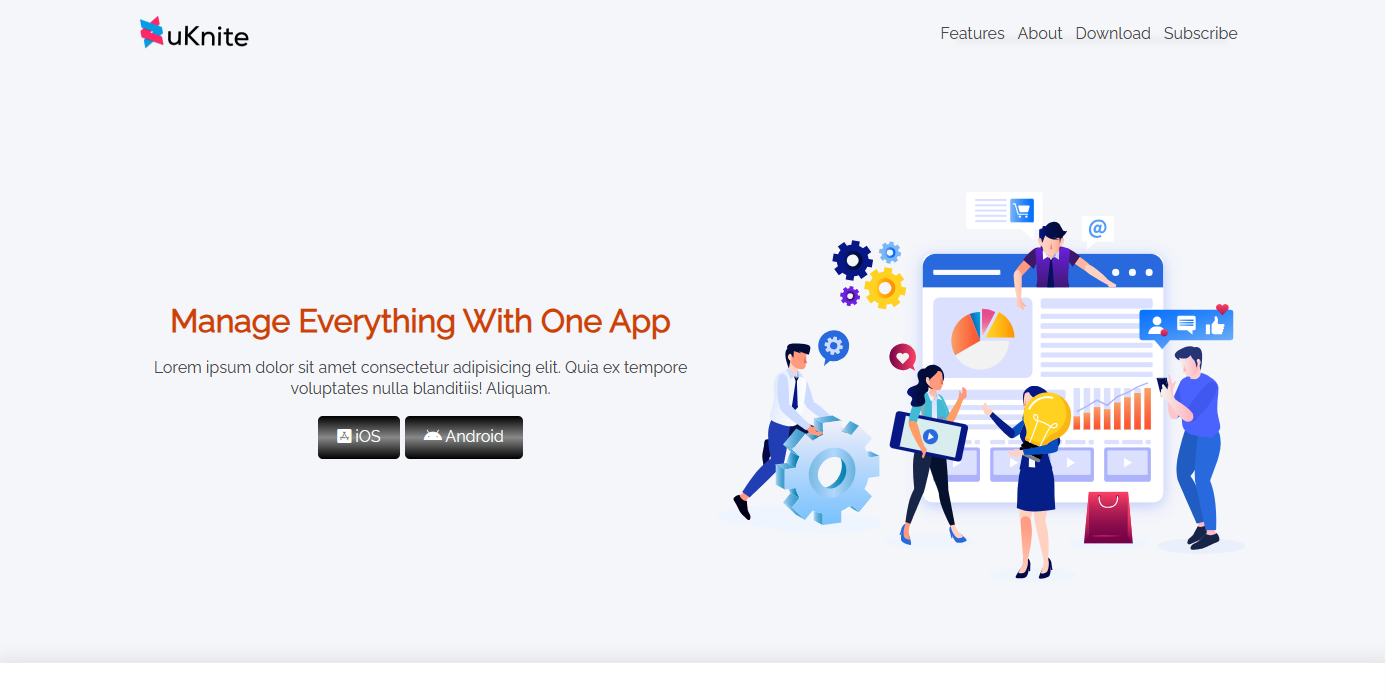 uKnite
Features About Download Subscribe
@
Manage Everything With One App
Lorem ipsum dolor sit amet consectetur adipisicing elit. Quia ex tempore
voluptates nulla blanditiis! Aliquam.
iOS Android